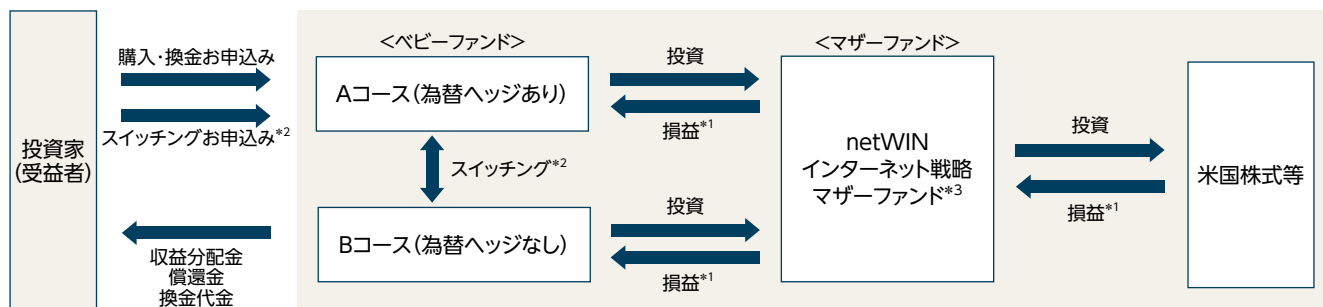 購入・換金お申込み
スイッチングお申込み*2
投資家
(受益者)
収益分配金
償還金
換金代金
<ベビーファンド>
Aコース(為替ヘッジあり)
スイッチング*2
Bコース(為替ヘッジなし)
投資
損益*1
投資
損益*1
<マザーファンド>
netWIN
インターネット戦略
マザーファンド*3
投資
損益*1
米国株式等